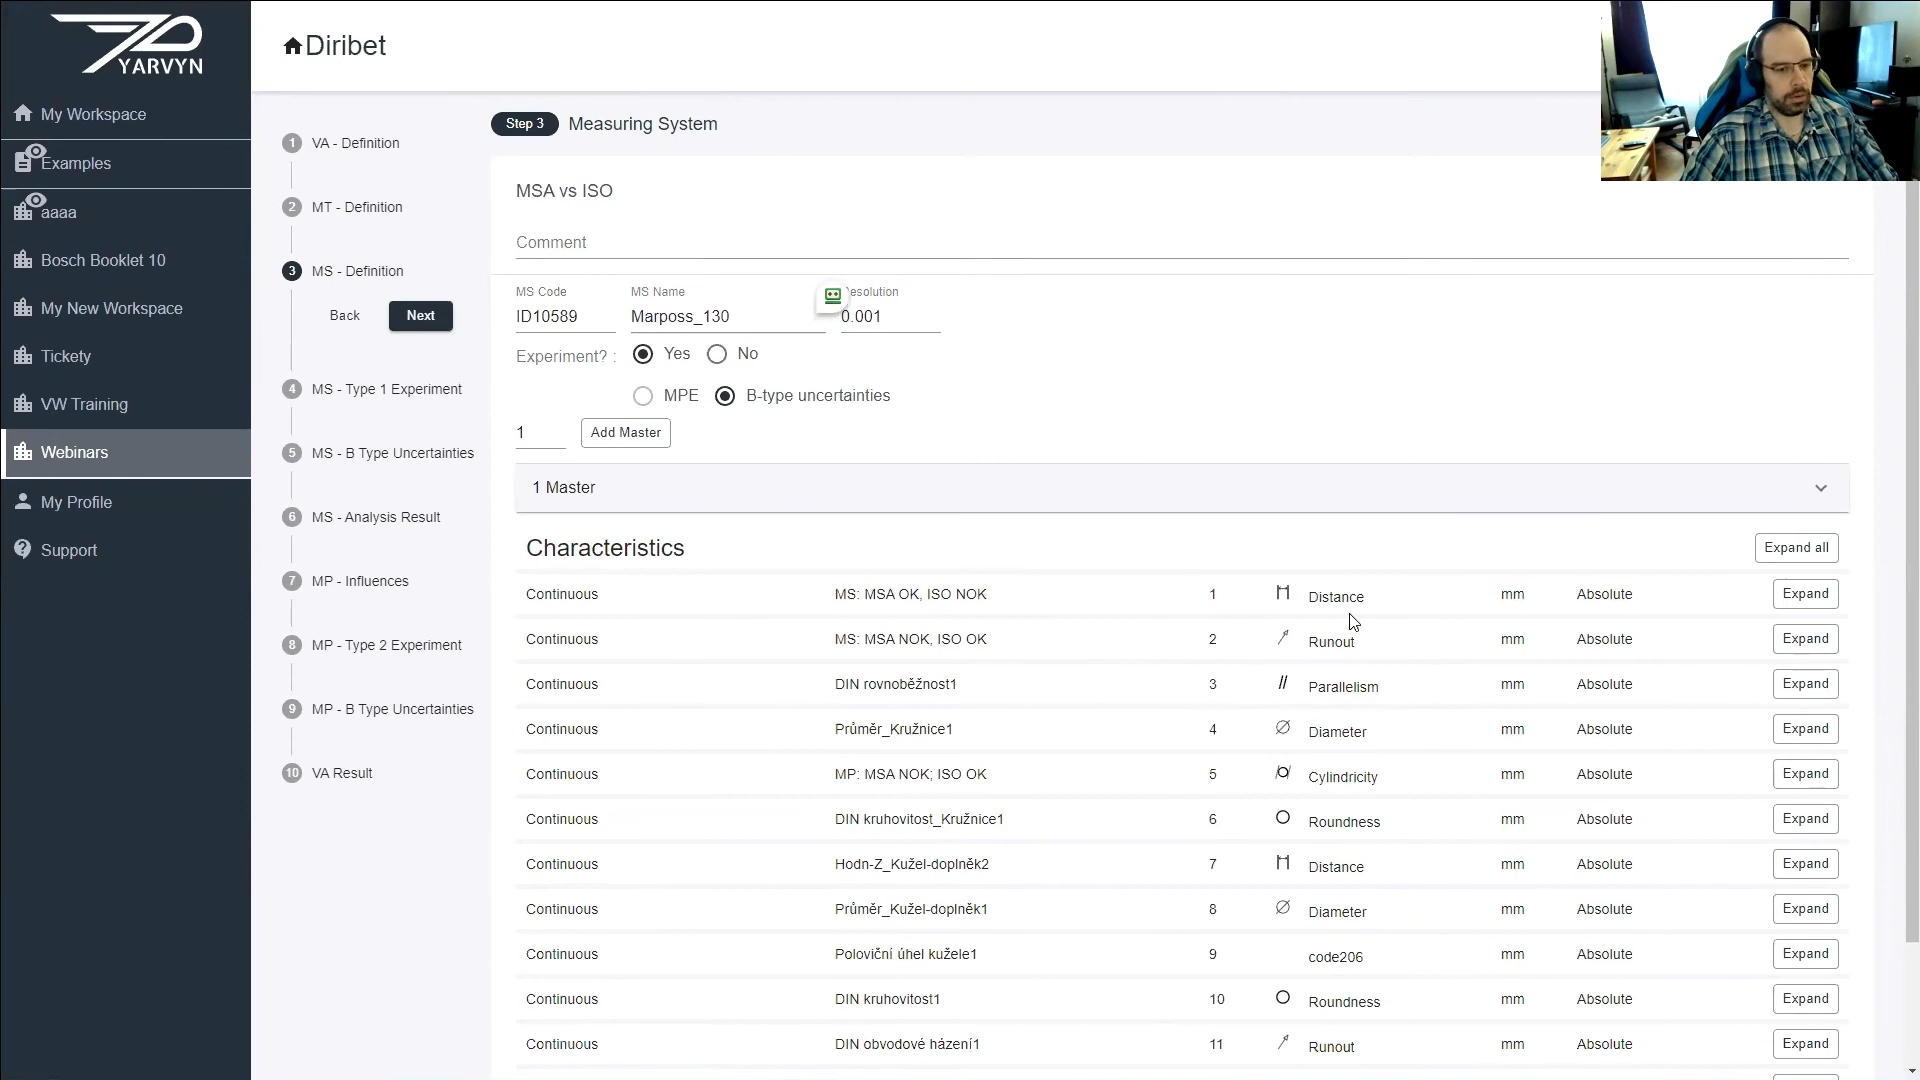 YARVYN
My Workspace
Examples
aaaa
Bosch Booklet 10
My New Workspace
Tickety
VW Training
Webinars
My Profile
Support
Diribet
1 VA - Definition
2 MT - Definition
3 MS - Definition
Back Next
4 MS - Type 1 Experiment
5 MS - B Type Uncertainties
6 MS - Analysis Result
7 MP - Influences
8 MP - Type 2 Experiment
9 MP - B Type Uncertainties
10 VA Result
Step 3 Measuring System
MSA vs ISO
Comment
MS Code MS Name esolution
ID10589 Marposs_130 0.001
Experiment? : Yes No
MPE B-type uncertainties
1 Add Master
1 Master
Characteristics Expand all
Continuous MS: MSA OK, ISO NOK 1 Distance mm Absolute Expand
Continuous MS: MSA NOK, ISO OK 2 Runout mm Absolute Expand
Continuous DIN rovnoběžnost1 3 Parallelism mm Absolute Expand
Continuous Průměr_Kružnice1 4 Diameter mm Absolute Expand
Continuous MP: MSA NOK; ISO OK 5 Cylindricity mm Absolute Expand
Continuous DIN kruhovitost_Kružnice1 6 Roundness mm Absolute Expand
Continuous Hodn-Z_Kužel-doplněk2 7 Distance mm Absolute Expand
Continuous Průměr_Kužel-doplněk1 8 Diameter mm Absolute Expand
Continuous Poloviční úhel kužele1 9 code206 mm Absolute Expand
Continuous DIN kruhovitost1 10 Roundness mm Absolute Expand
Continuous DIN obvodové házení1 11 Runout mm Absolute Expand